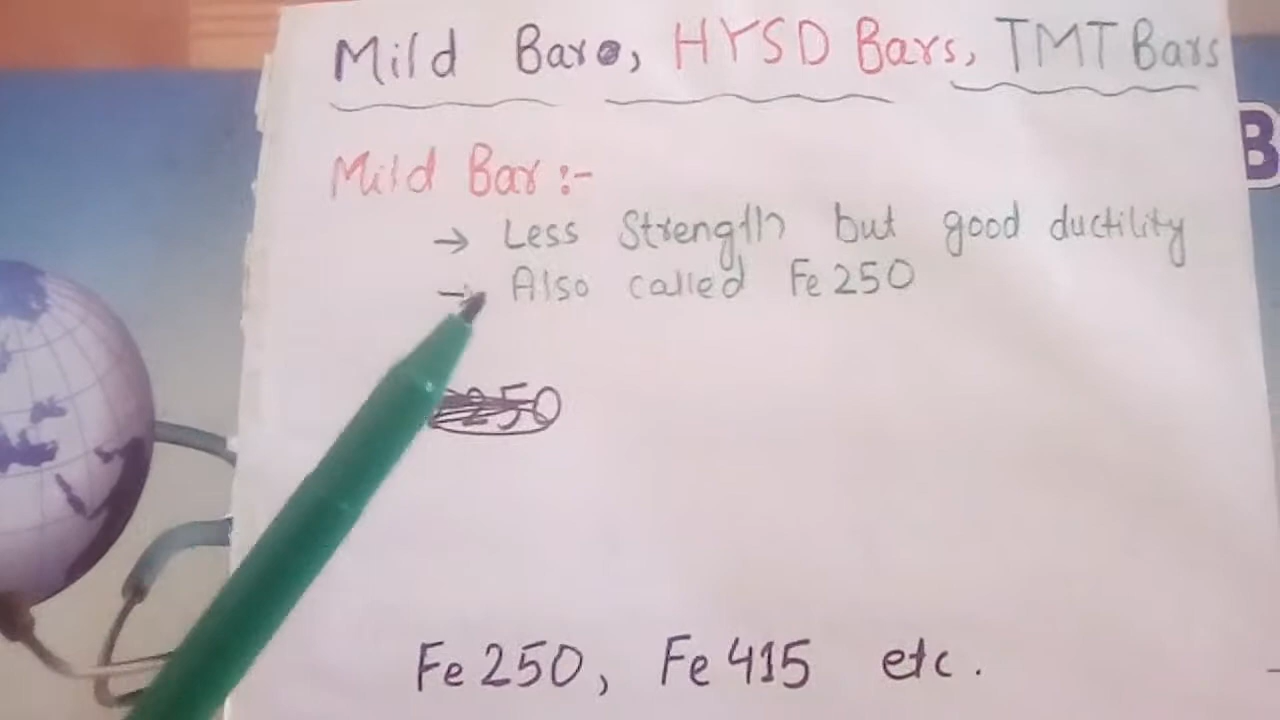 Mild Bar, HYSD Bars, TMT Bars
Mild Bar :-
→ Less Strength but good ductility
→ Also called Fe 250
250
Fe 250, Fe 415 etc.
B